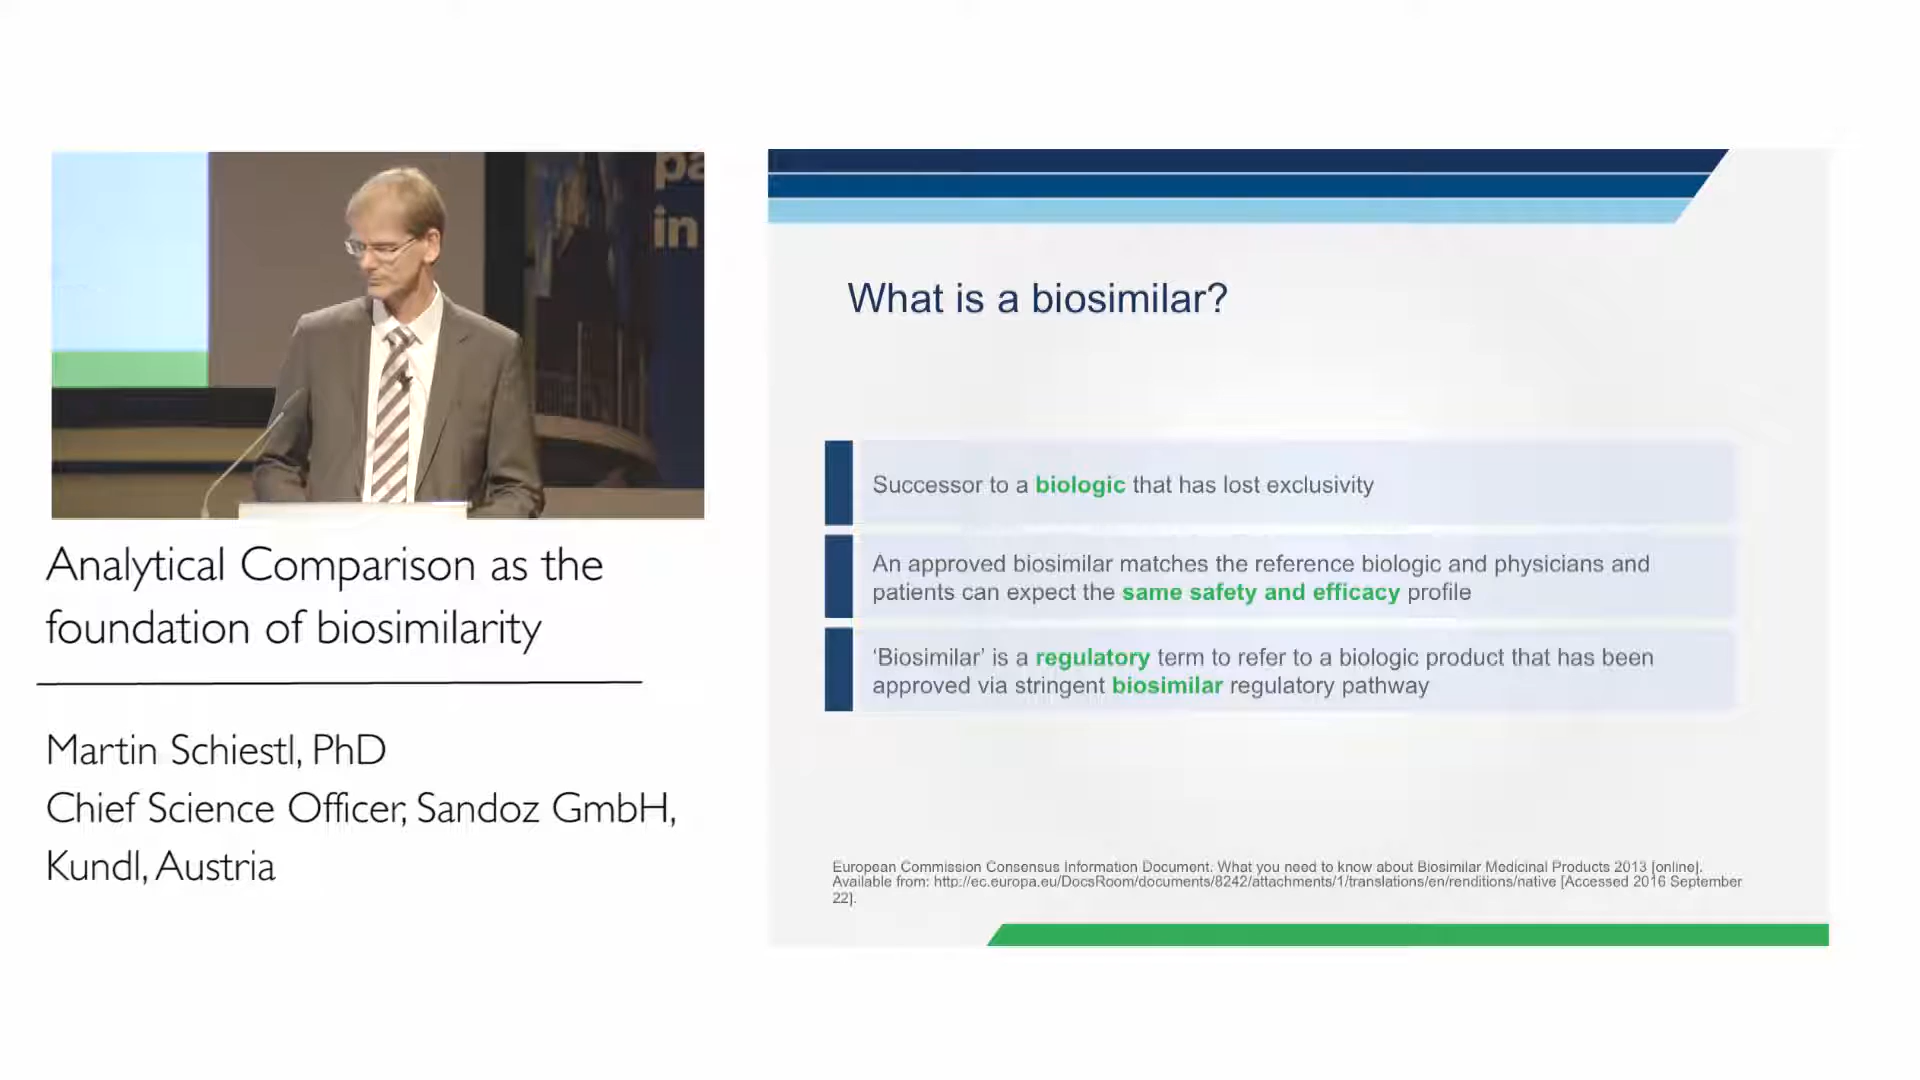 pa
in
Analytical Comparison as the
foundation of biosimilarity
Martin Schiestl, PhD
Chief Science Officer, Sandoz GmbH,
Kundl, Austria
What is a biosimilar?
Successor to a biologic that has lost exclusivity
An approved biosimilar matches the reference biologic and physicians and
patients can expect the same safety and efficacy profile
‘Biosimilar’ is a regulatory term to refer to a biologic product that has been
approved via stringent biosimilar regulatory pathway
European Commission Consensus Information Document. What you need to know about Biosimilar Medicinal Products 2013 [online].
Available from: http://ec.europa.eu/DocsRoom/documents/8242/attachments/1/translations/en/renditions/native [Accessed 2016 September
22].